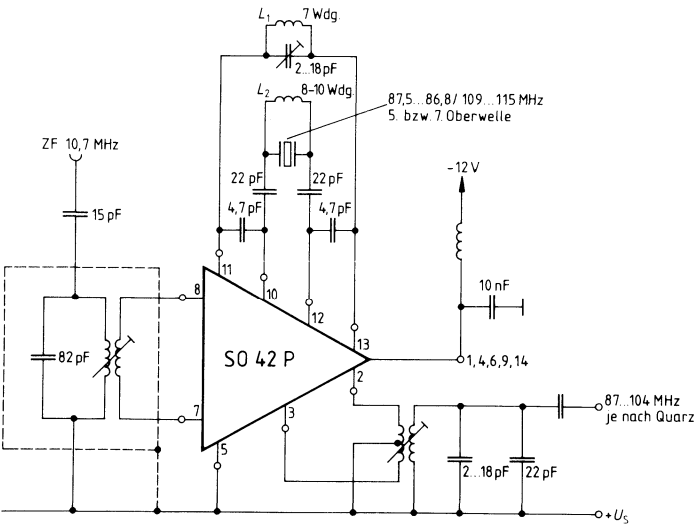 L₁ 7 Wdg.
2...18 pF
L₂ 8-10 Wdg.
87,5...86,8/ 109...115 MHz
5. bzw. 7. Oberwelle
ZF 10,7 MHz
-12 V
22 pF 22 pF
15 pF
4,7 pF 4,7 pF
11
10 nF
8
10
12
13
82 pF
SO 42 P
1, 4, 6, 9, 14
2
87...104 MHz
je nach Quarz
7
3
5
2...18 pF 22 pF
+U_S